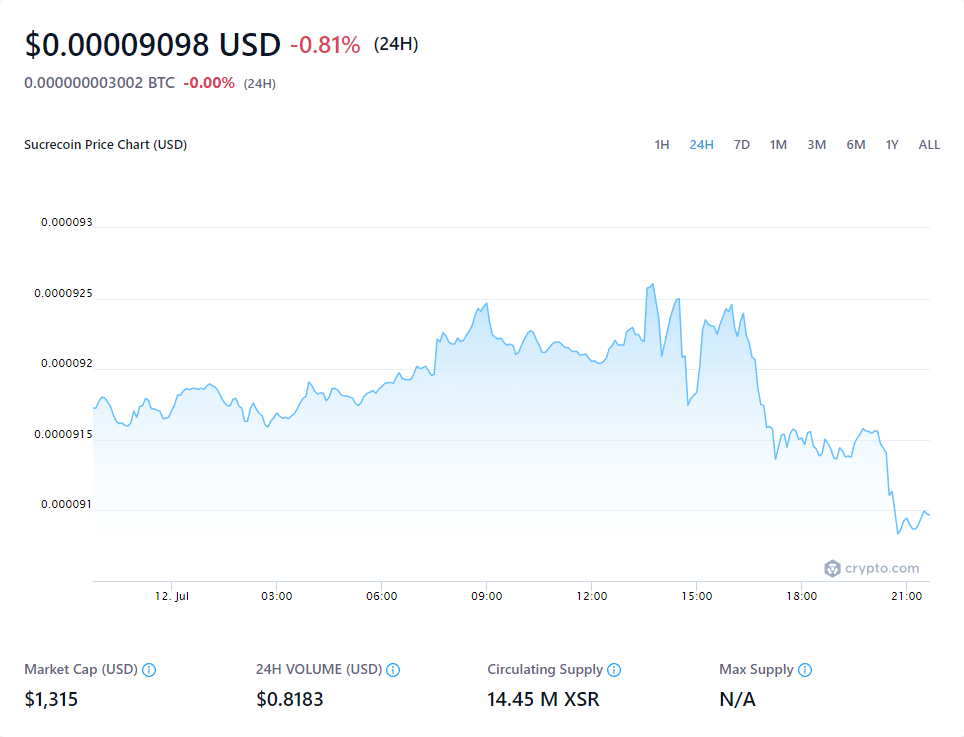 $0.00009098 USD -0.81% (24H)
0.000000003002 BTC -0.00% (24H)
Sucrecoin Price Chart (USD) 1H 24H 7D 1M 3M 6M 1Y ALL
0.000093
0.0000925
0.000092
0.0000915
0.000091
crypto.com
12. Jul 03:00 06:00 09:00 12:00 15:00 18:00 21:00
Market Cap (USD) 24H VOLUME (USD) Circulating Supply Max Supply
$1,315 $0.8183 14.45 M XSR N/A